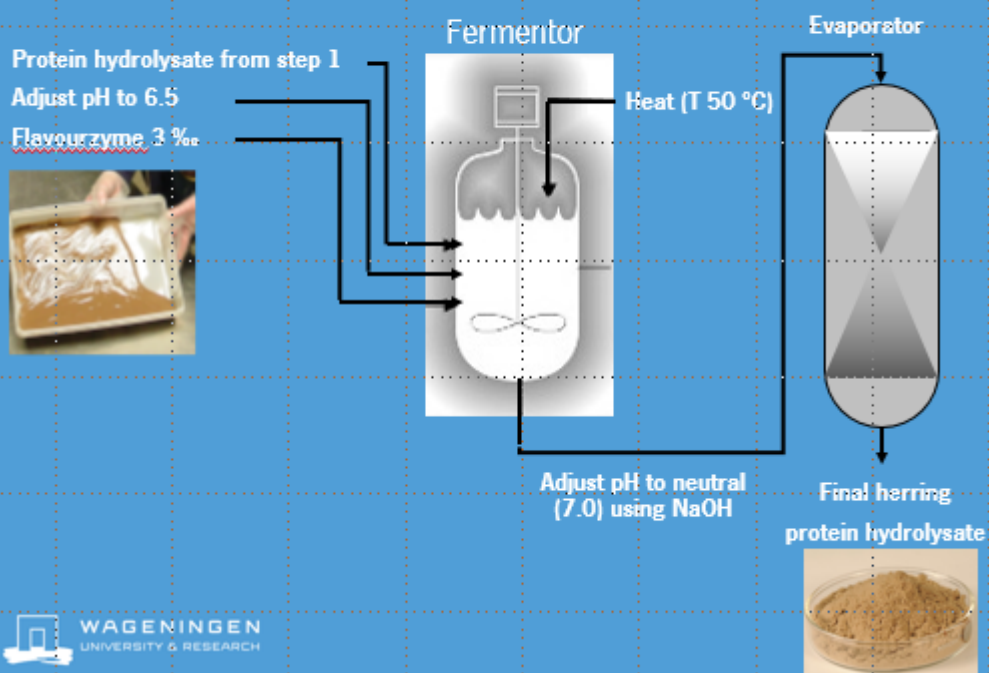 Fermentor
Evaporator
Protein hydrolysate from step 1
Adjust pH to 6.5
Flavourzyme 3 ‰
Heat (T 50 °C)
Adjust pH to neutral
(7.0) using NaOH
Final herring
protein hydrolysate
WAGENINGEN
UNIVERSITY & RESEARCH